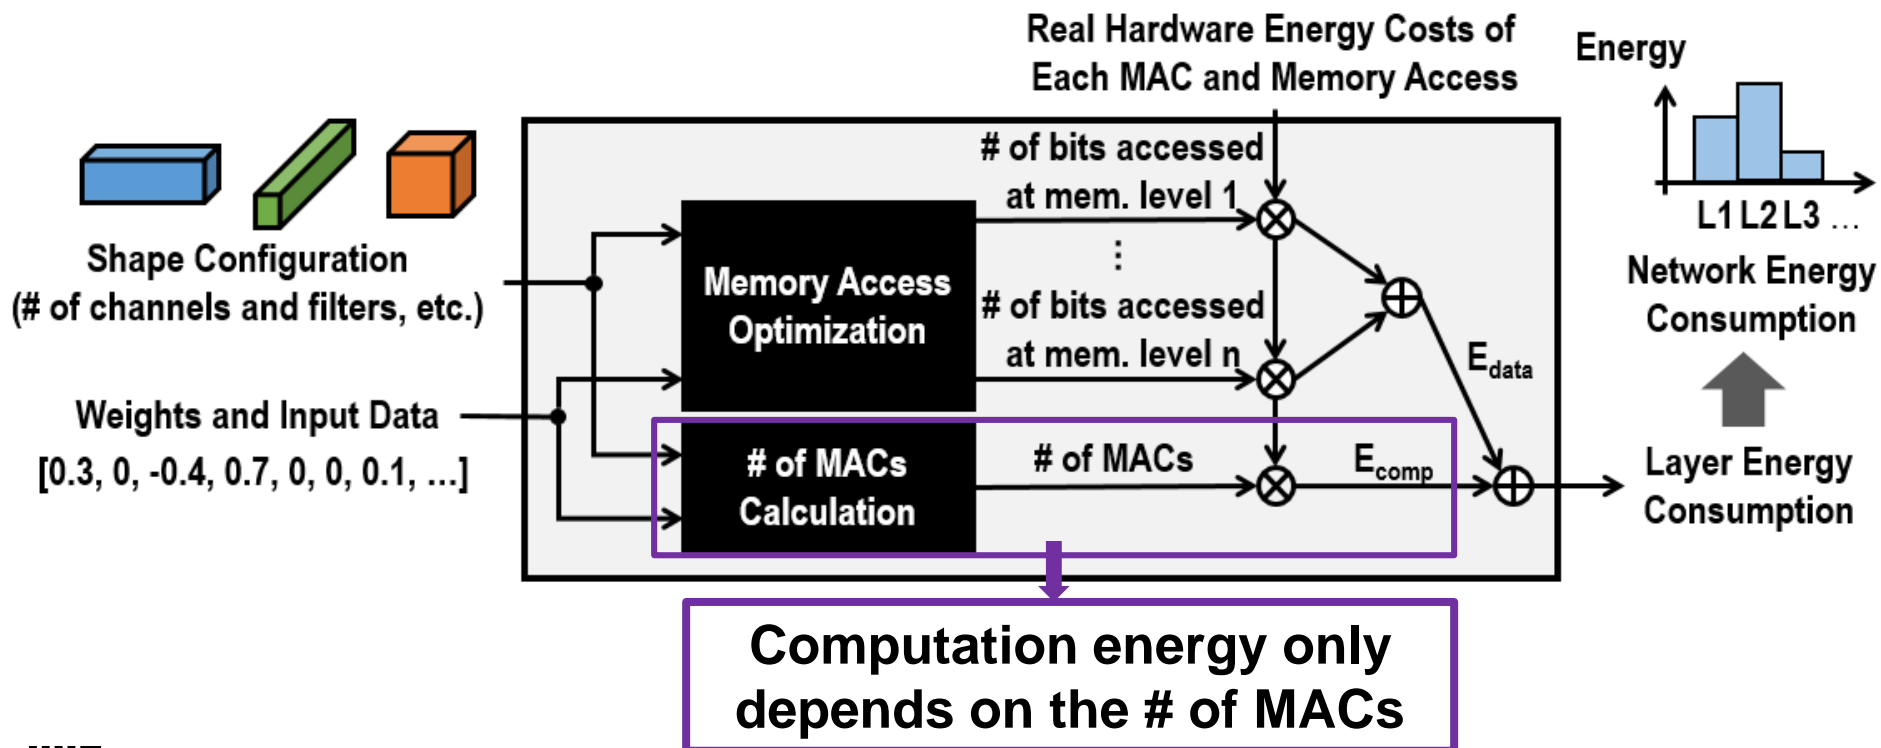 Real Hardware Energy Costs of
Each MAC and Memory Access
Energy
L1 L2 L3 ...
Network Energy
Consumption
Layer Energy
Consumption
Shape Configuration
(# of channels and filters, etc.)
Weights and Input Data
[0.3, 0, -0.4, 0.7, 0, 0, 0.1, ...]
Memory Access
Optimization
# of bits accessed
at mem. level 1
⋮
# of bits accessed
at mem. level n
# of MACs
Calculation
# of MACs
E_comp
E_data
Computation energy only
depends on the # of MACs